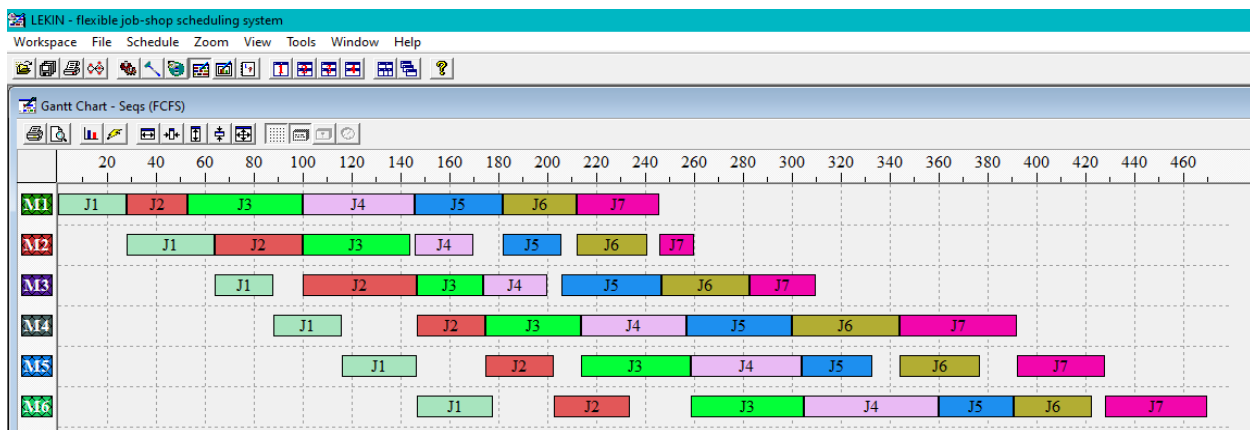 LEKIN - flexible job-shop scheduling system
Workspace File Schedule Zoom View Tools Window Help
Gantt Chart - Seqs (FCFS)
20 40 60 80 100 120 140 160 180 200 220 240 260 280 300 320 340 360 380 400 420 440 460
M1 J1 J2 J3 J4 J5 J6 J7
M2 J1 J2 J3 J4 J5 J6 J7
M3 J1 J2 J3 J4 J5 J6 J7
M4 J1 J2 J3 J4 J5 J6 J7
M5 J1 J2 J3 J4 J5 J6 J7
M6 J1 J2 J3 J4 J5 J6 J7